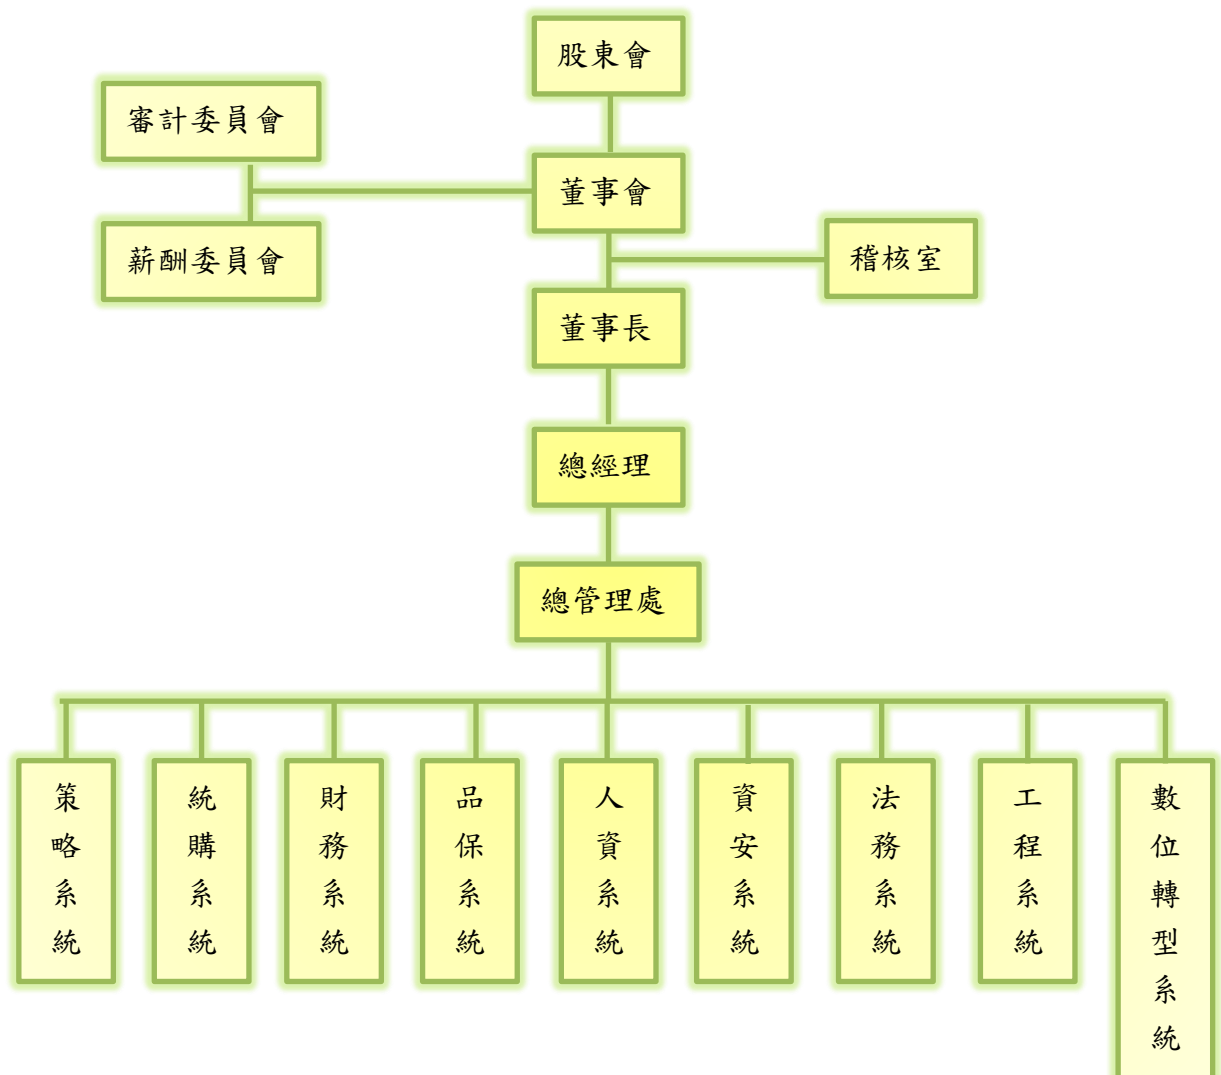 股東會
審計委員會
董事會
薪酬委員會
稽核室
董事長
總經理
總管理處
策略系統
統購系統
財務系統
品保系統
人資系統
資安系統
法務系統
工程系統
數位轉型系統